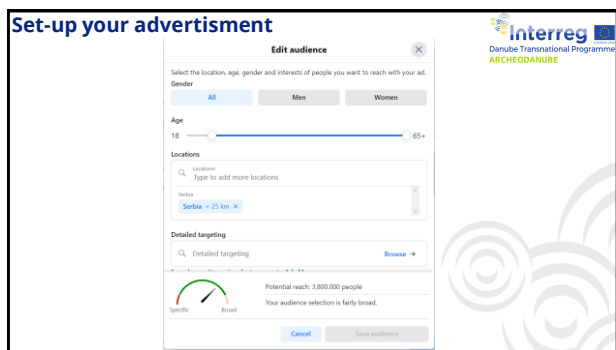 Set-up your advertisment
Interreg
Danube Transnational Programme
ARCHEODANUBE
Edit audience
Select the location, age, gender and interests of people you want to reach with your ad.
Gender
All Men Women
Age
18 65+
Locations
Locations
Type to add more locations
Serbia
Serbia + 25 km ×
Detailed targeting
Detailed targeting Browse →
Potential reach: 3,800,000 people
Your audience selection is fairly broad.
Specific Broad
Cancel Save audience